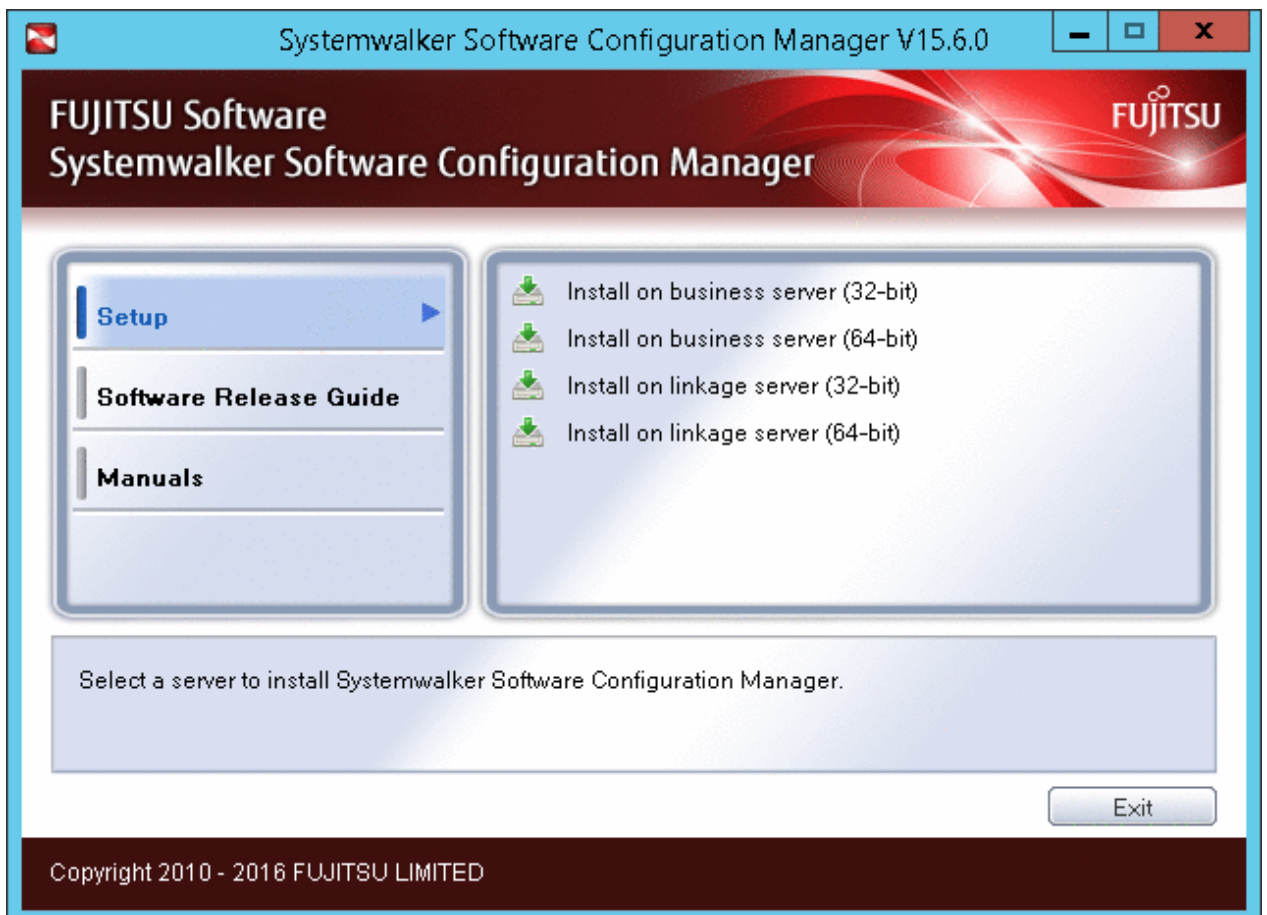 Systemwalker Software Configuration Manager V15.6.0
FUJITSU Software
Systemwalker Software Configuration Manager
FUJITSU
Setup
Software Release Guide
Manuals
Install on business server (32-bit)
Install on business server (64-bit)
Install on linkage server (32-bit)
Install on linkage server (64-bit)
Select a server to install Systemwalker Software Configuration Manager.
Exit
Copyright 2010 - 2016 FUJITSU LIMITED